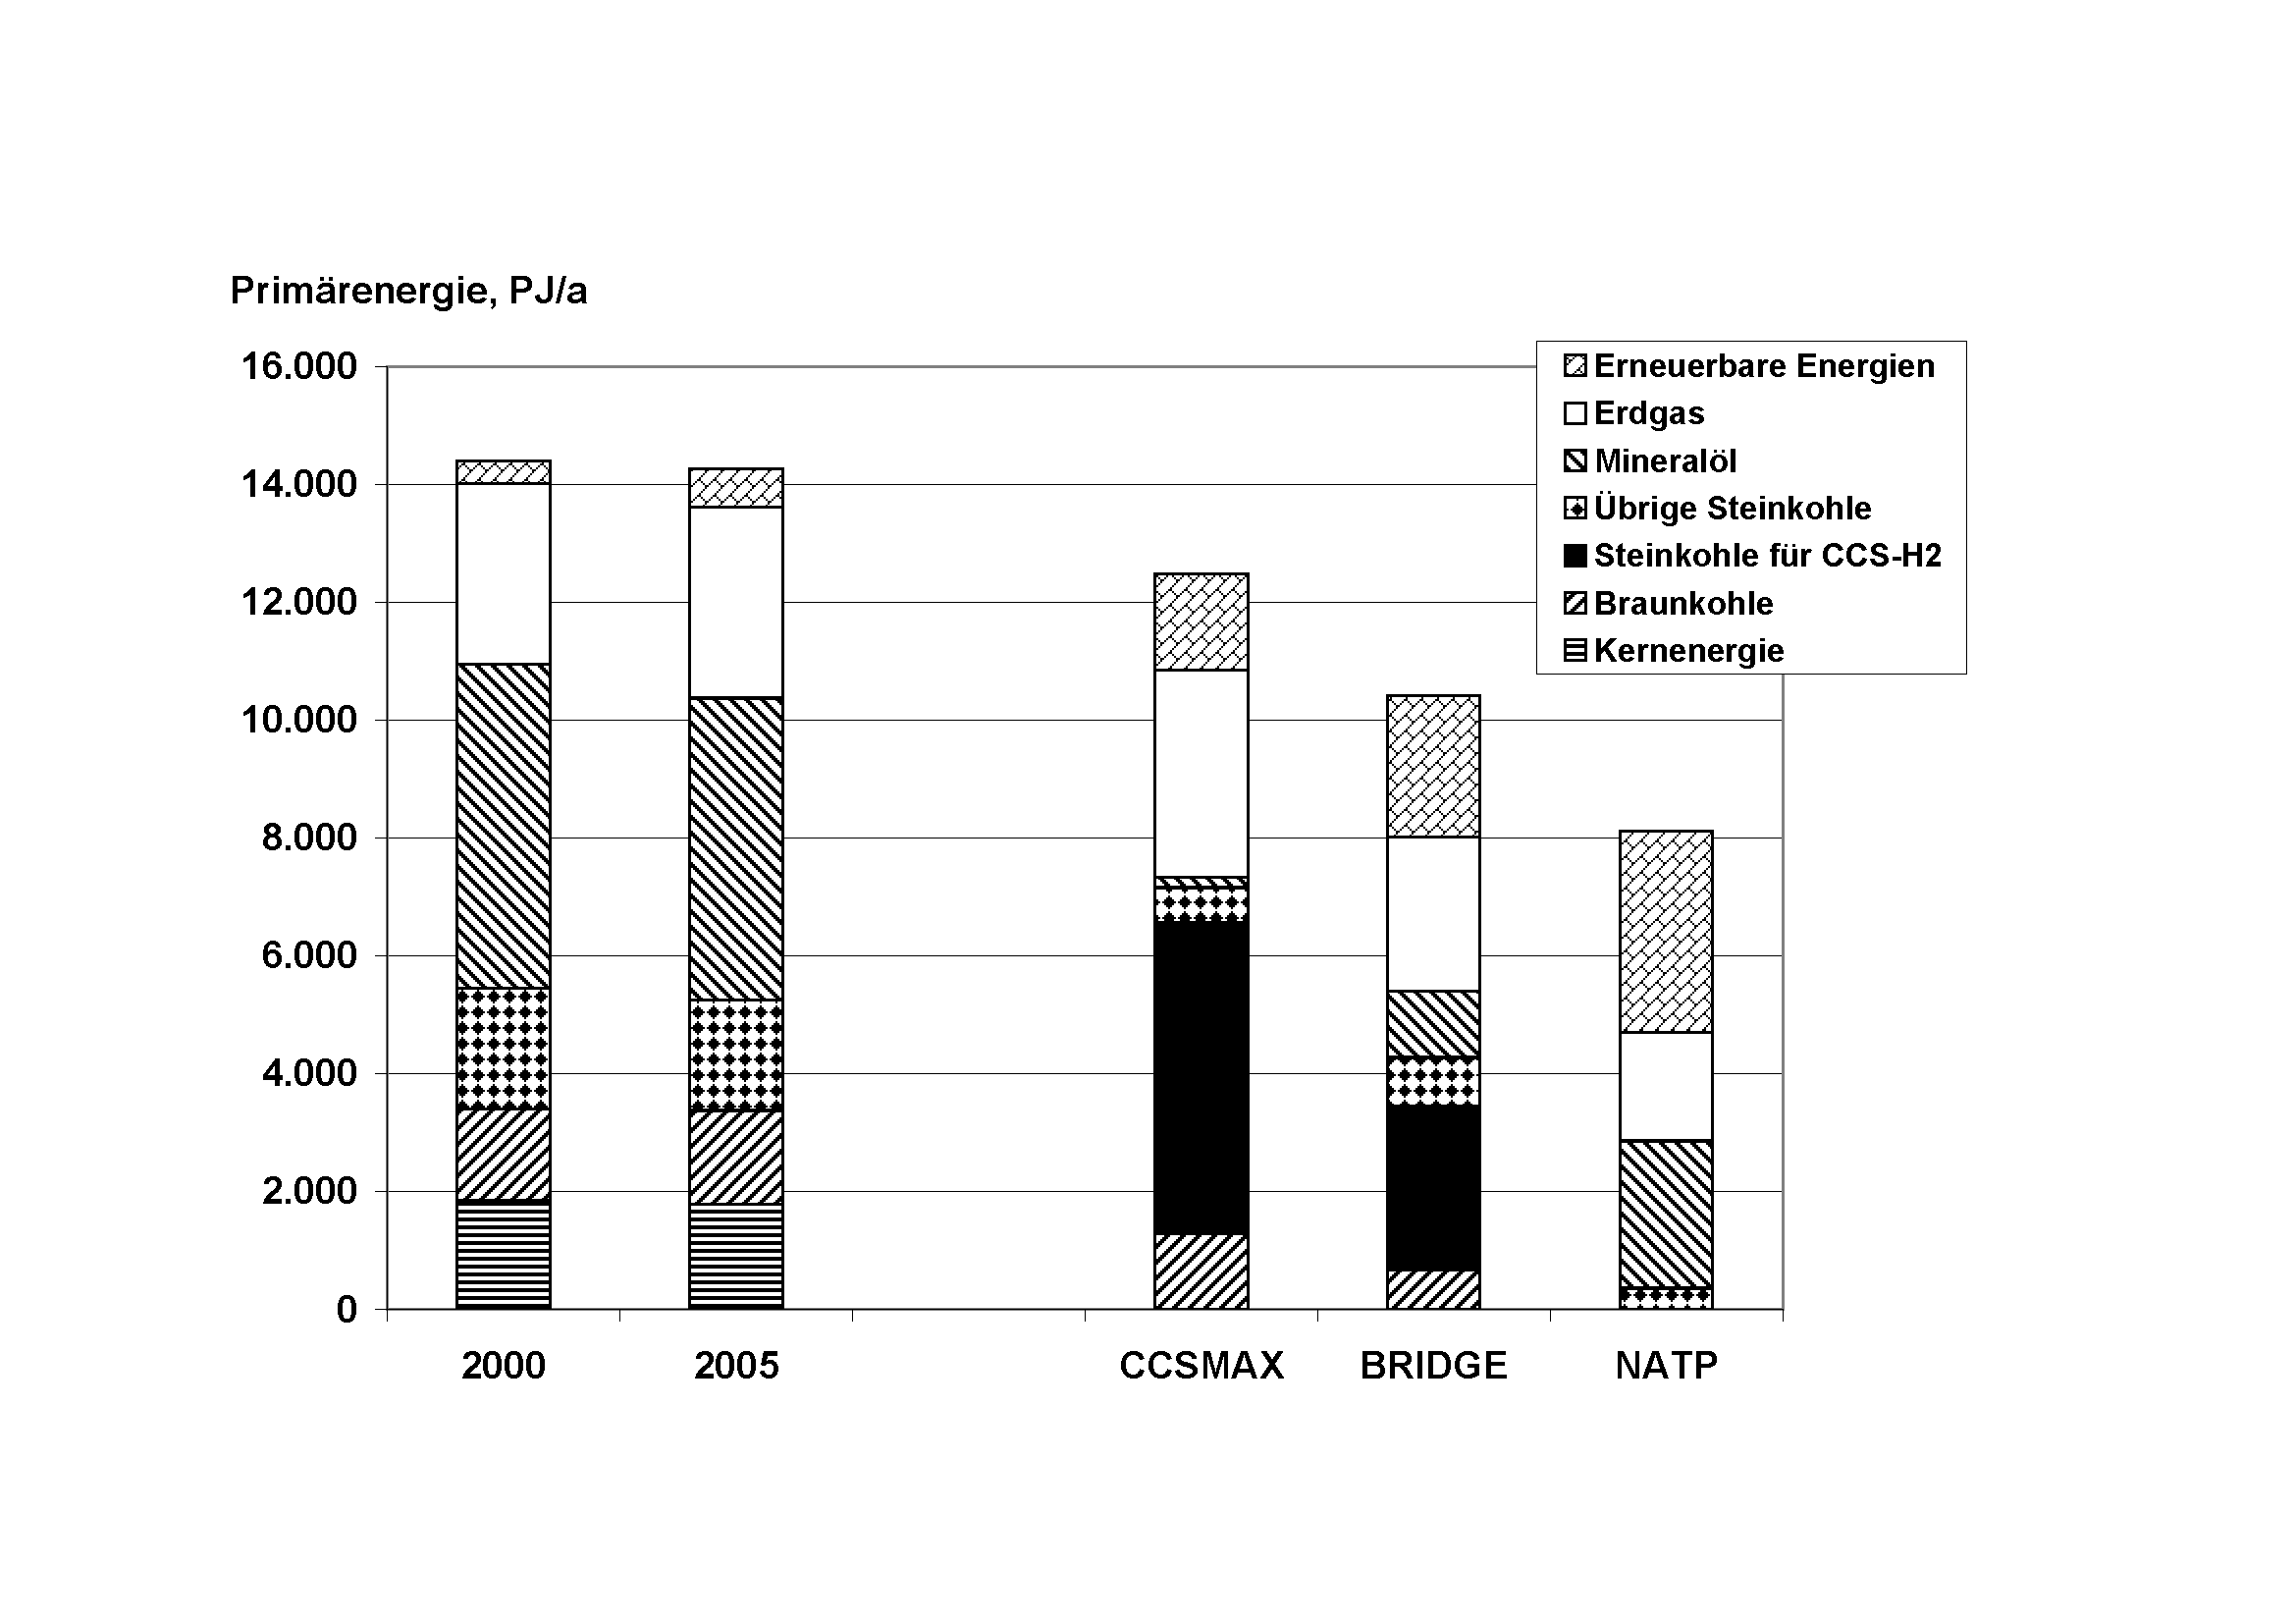 Primärenergie, PJ/a
16.000
14.000
12.000
10.000
8.000
6.000
4.000
2.000
0
Erneuerbare Energien
Erdgas
Mineralöl
Übrige Steinkohle
Steinkohle für CCS-H2
Braunkohle
Kernenergie
2000 2005 CCSMAX BRIDGE NATP